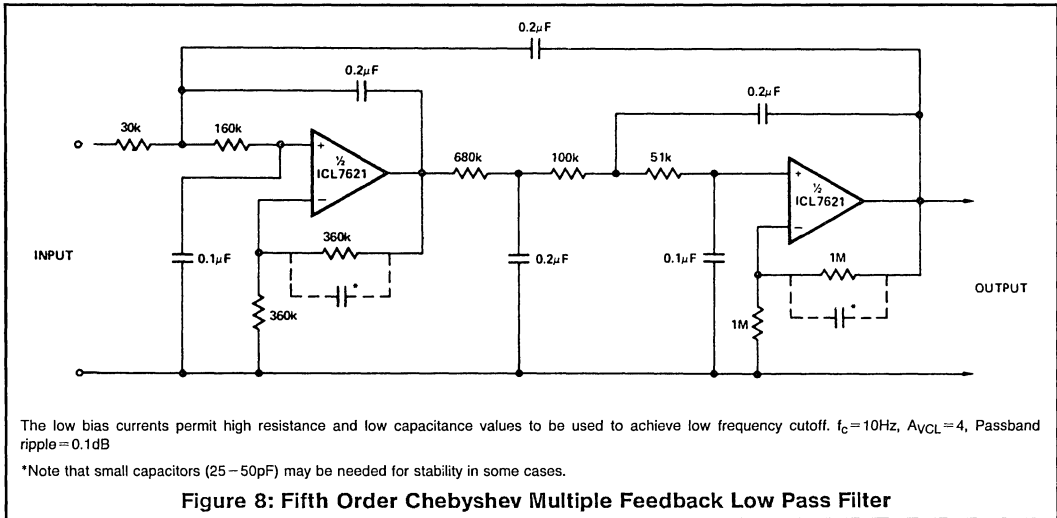 0.2μF
0.2μF
0.2μF
30k
160k
+
½
ICL7621
−
680k
100k
51k
+
½
ICL7621
−
INPUT
0.1μF
360k
*
360k
0.2μF
0.1μF
1M
*
1M
OUTPUT
The low bias currents permit high resistance and low capacitance values to be used to achieve low frequency cutoff. fc=10Hz, AVCL=4, Passband
ripple=0.1dB
*Note that small capacitors (25−50pF) may be needed for stability in some cases.
Figure 8: Fifth Order Chebyshev Multiple Feedback Low Pass Filter